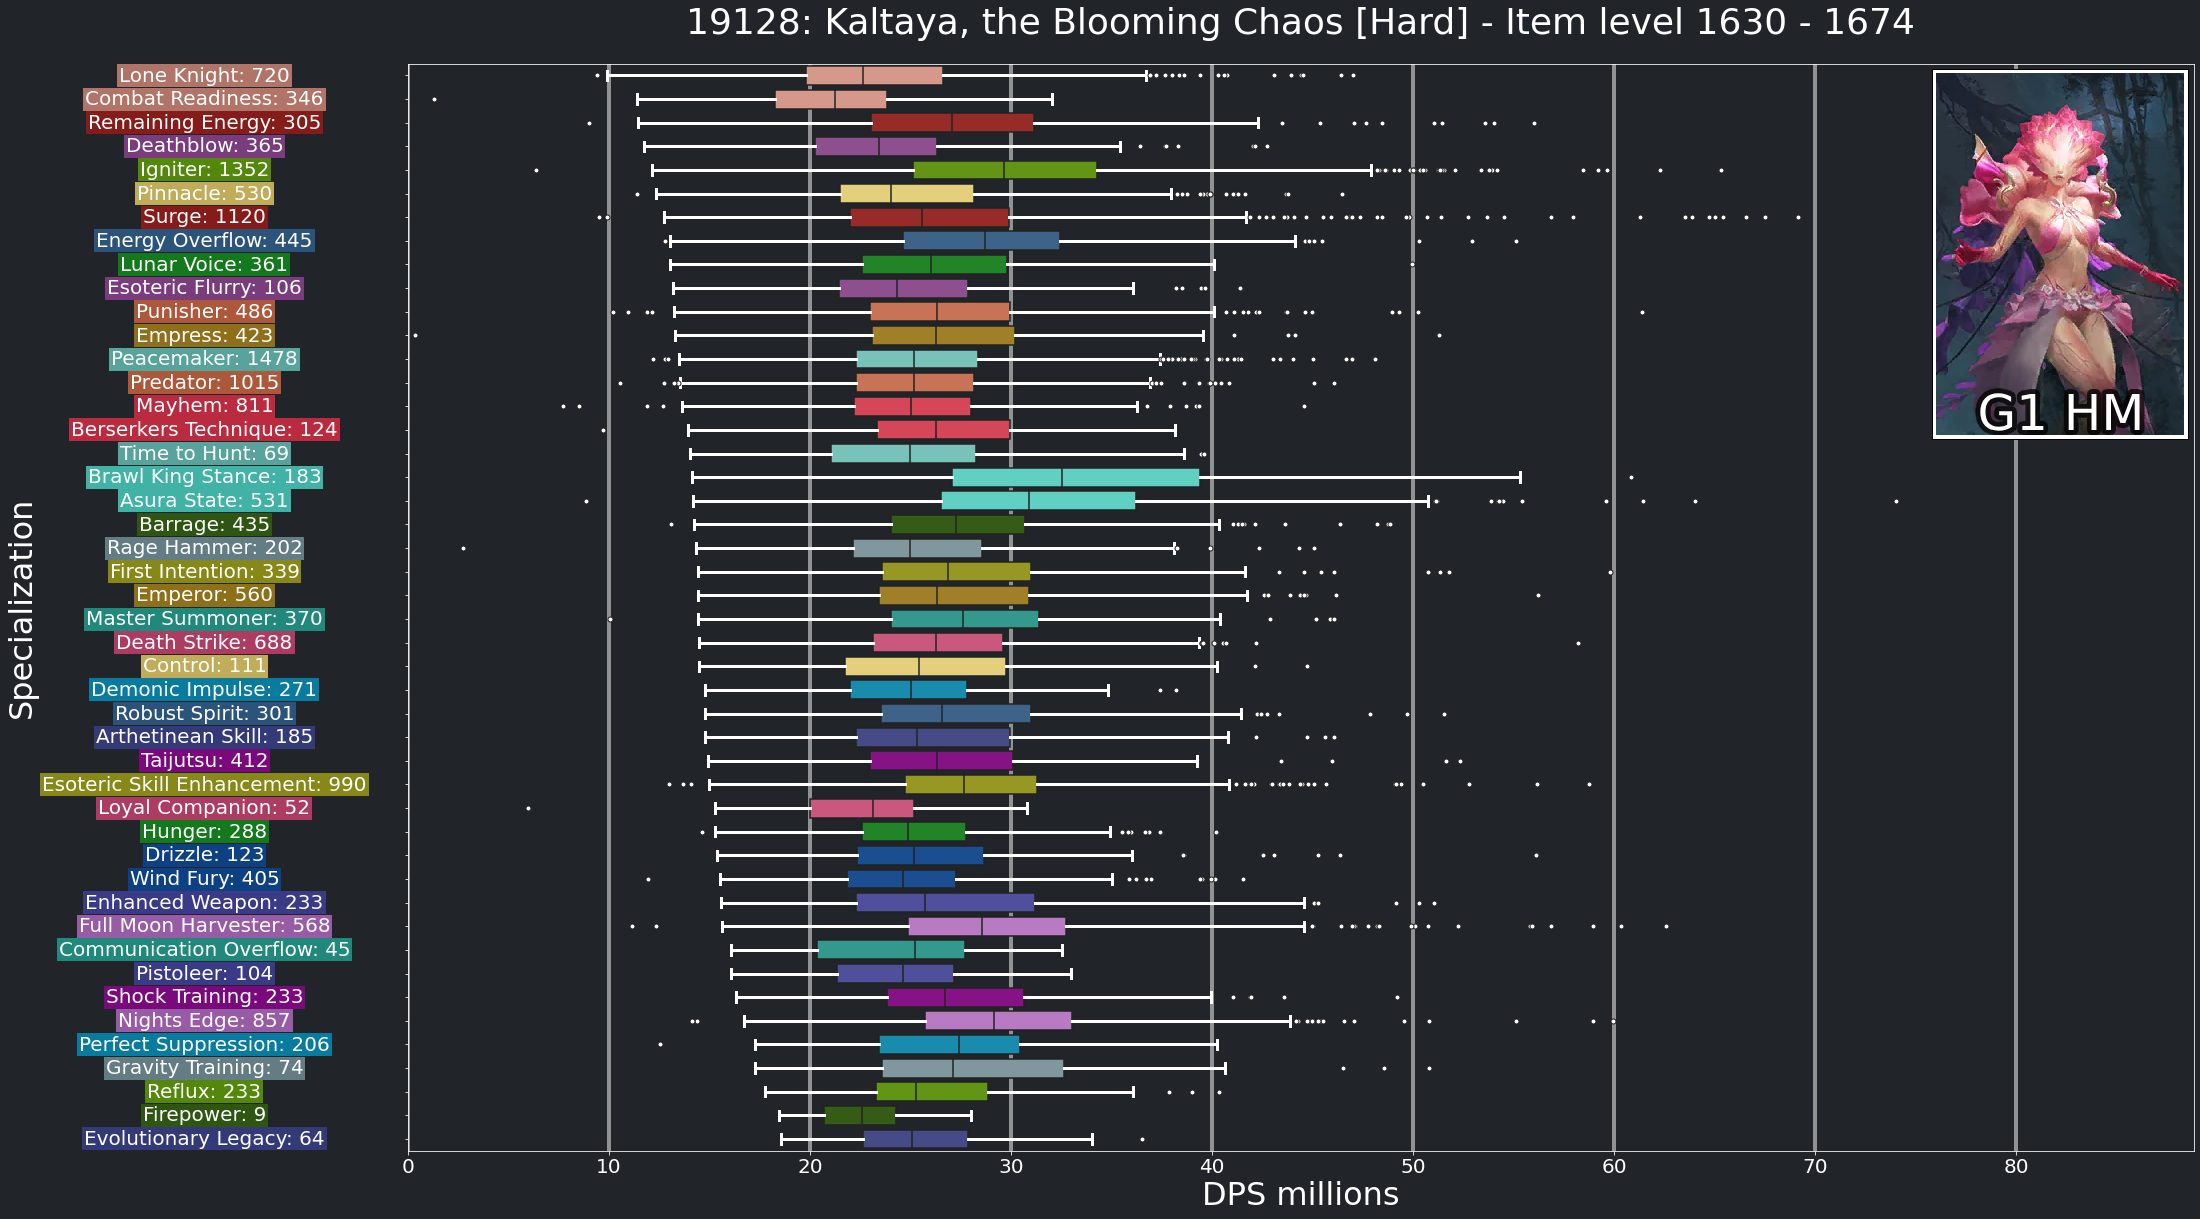 19128: Kaltaya, the Blooming Chaos [Hard] - Item level 1630 - 1674
Lone Knight: 720
Combat Readiness: 346
Remaining Energy: 305
Deathblow: 365
Igniter: 1352
Pinnacle: 530
Surge: 1120
Energy Overflow: 445
Lunar Voice: 361
Esoteric Flurry: 106
Punisher: 486
Empress: 423
Peacemaker: 1478
Predator: 1015
Mayhem: 811
Berserkers Technique: 124
Time to Hunt: 69
Brawl King Stance: 183
Asura State: 531
Barrage: 435
Rage Hammer: 202
First Intention: 339
Emperor: 560
Master Summoner: 370
Death Strike: 688
Control: 111
Demonic Impulse: 271
Robust Spirit: 301
Arthetinean Skill: 185
Taijutsu: 412
Esoteric Skill Enhancement: 990
Loyal Companion: 52
Hunger: 288
Drizzle: 123
Wind Fury: 405
Enhanced Weapon: 233
Full Moon Harvester: 568
Communication Overflow: 45
Pistoleer: 104
Shock Training: 233
Nights Edge: 857
Perfect Suppression: 206
Gravity Training: 74
Reflux: 233
Firepower: 9
Evolutionary Legacy: 64
Specialization
G1 HM
0 10 20 30 40 50 60 70 80
DPS millions